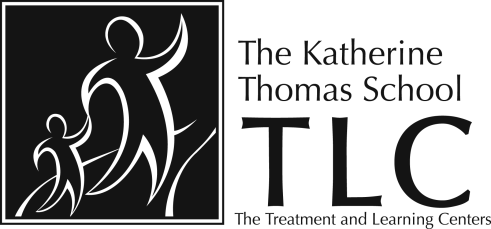 The Katherine
Thomas School
TLC
The Treatment and Learning Centers